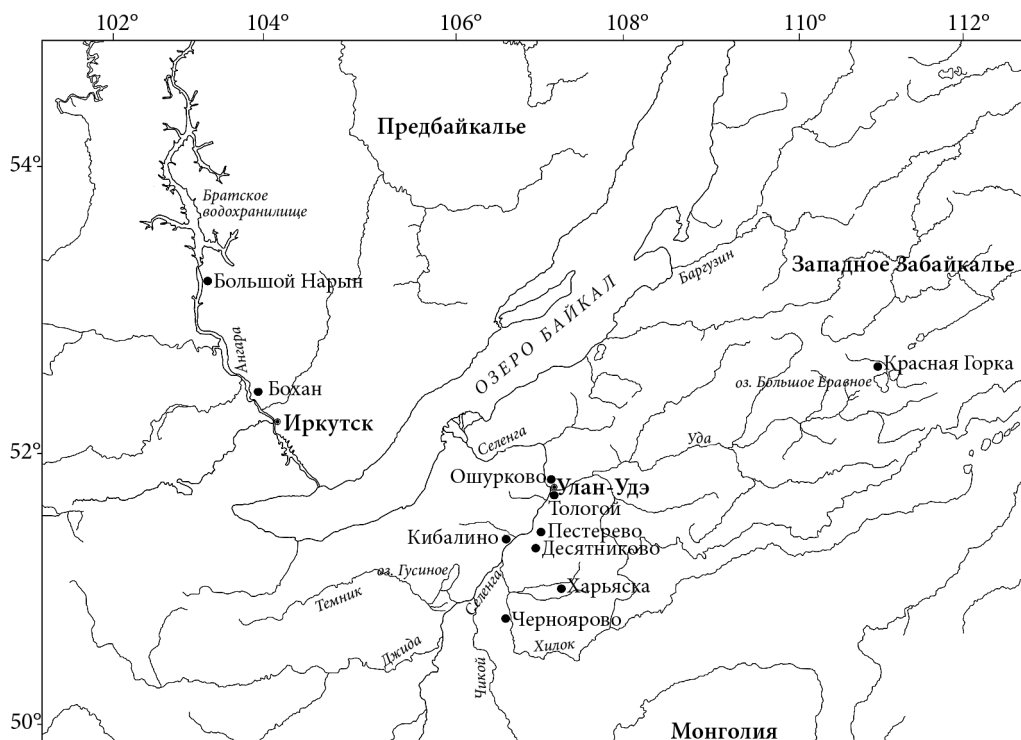 102° 104° 106° 108° 110° 112°
Предбайкалье
54°
Братское
водохранилище
Баргузин
Западное Забайкалье
Большой Нарын
ОЗЕРО БАЙКАЛ
Ангара
Красная Горка
оз. Большое Еравное
Бохан
Иркутск
Селенга
Уда
52°
Ошурково
Улан-Удэ
Тологой
Пестерево
Кибалино
Десятниково
оз. Гусиное
Харьяска
Темник
Селенга
Черноярово
Хилок
Джида
Чикой
50°
Монголия